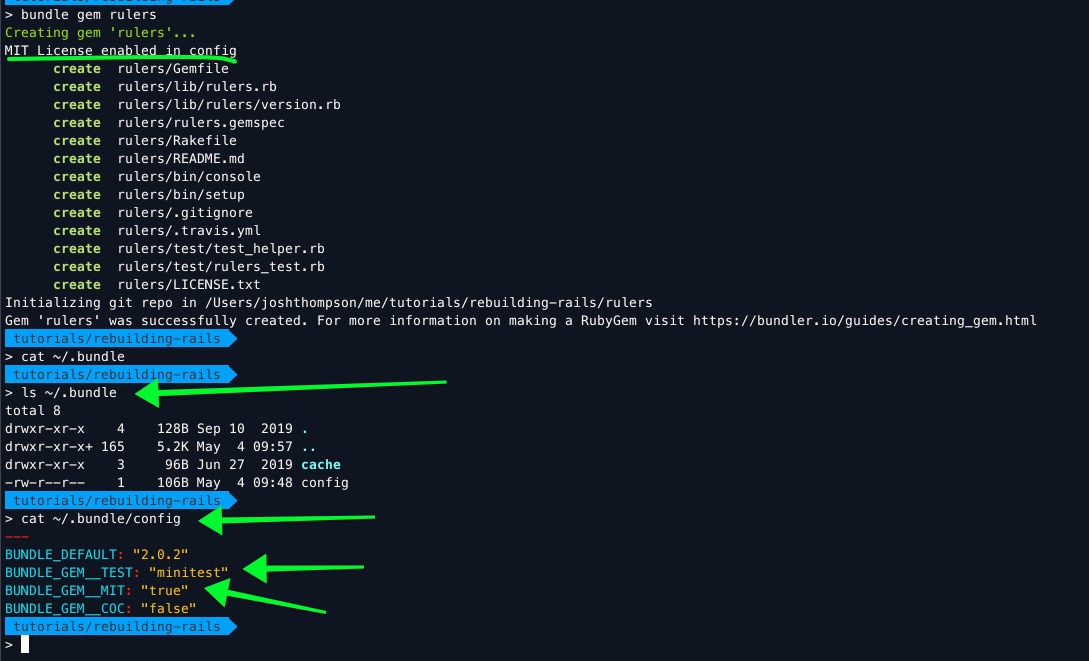 tutorials/rebuilding-rails
> bundle gem rulers
Creating gem 'rulers'...
MIT License enabled in config
create rulers/Gemfile
create rulers/lib/rulers.rb
create rulers/lib/rulers/version.rb
create rulers/rulers.gemspec
create rulers/Rakefile
create rulers/README.md
create rulers/bin/console
create rulers/bin/setup
create rulers/.gitignore
create rulers/.travis.yml
create rulers/test/test_helper.rb
create rulers/test/rulers_test.rb
create rulers/LICENSE.txt
Initializing git repo in /Users/joshthompson/me/tutorials/rebuilding-rails/rulers
Gem 'rulers' was successfully created. For more information on making a RubyGem visit https://bundler.io/guides/creating_gem.html
tutorials/rebuilding-rails
> cat ~/.bundle
tutorials/rebuilding-rails
> ls ~/.bundle
total 8
drwxr-xr-x 4 128B Sep 10 2019 .
drwxr-xr-x+ 165 5.2K May 4 09:57 ..
drwxr-xr-x 3 96B Jun 27 2019 cache
-rw-r--r-- 1 106B May 4 09:48 config
tutorials/rebuilding-rails
> cat ~/.bundle/config
---
BUNDLE_DEFAULT: "2.0.2"
BUNDLE_GEM__TEST: "minitest"
BUNDLE_GEM__MIT: "true"
BUNDLE_GEM__COC: "false"
tutorials/rebuilding-rails
>